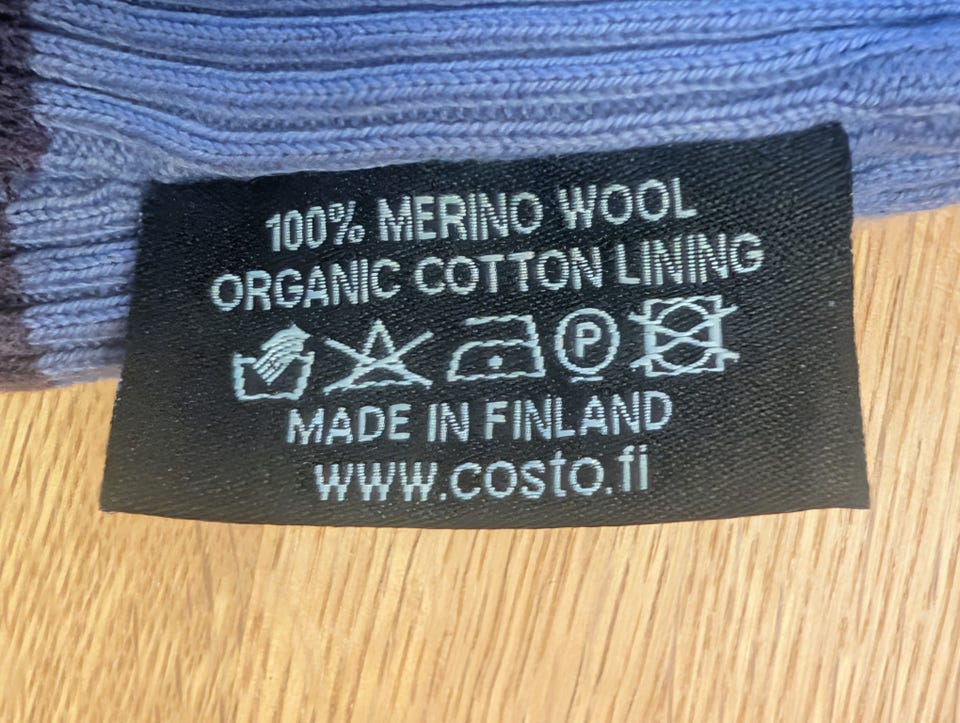 100% MERINO WOOL
ORGANIC COTTON LINING
P
MADE IN FINLAND
www.costo.fi